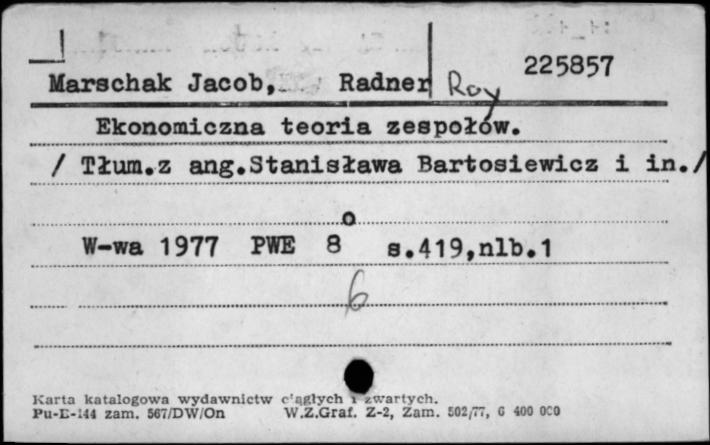 225857
Marschak Jacob, Radner Roy
Ekonomiczna teoria zespołów.
/ Tłum.z ang.Stanisława Bartosiewicz i in./
W-wa 1977 PWE 8o s.419,nlb.1
6
Karta katalogowa wydawnictw ciągłych i zwartych.
Pu-E-144 zam. 567/DW/On W.Z.Graf. Z-2, Zam. 502/77, G 400 000